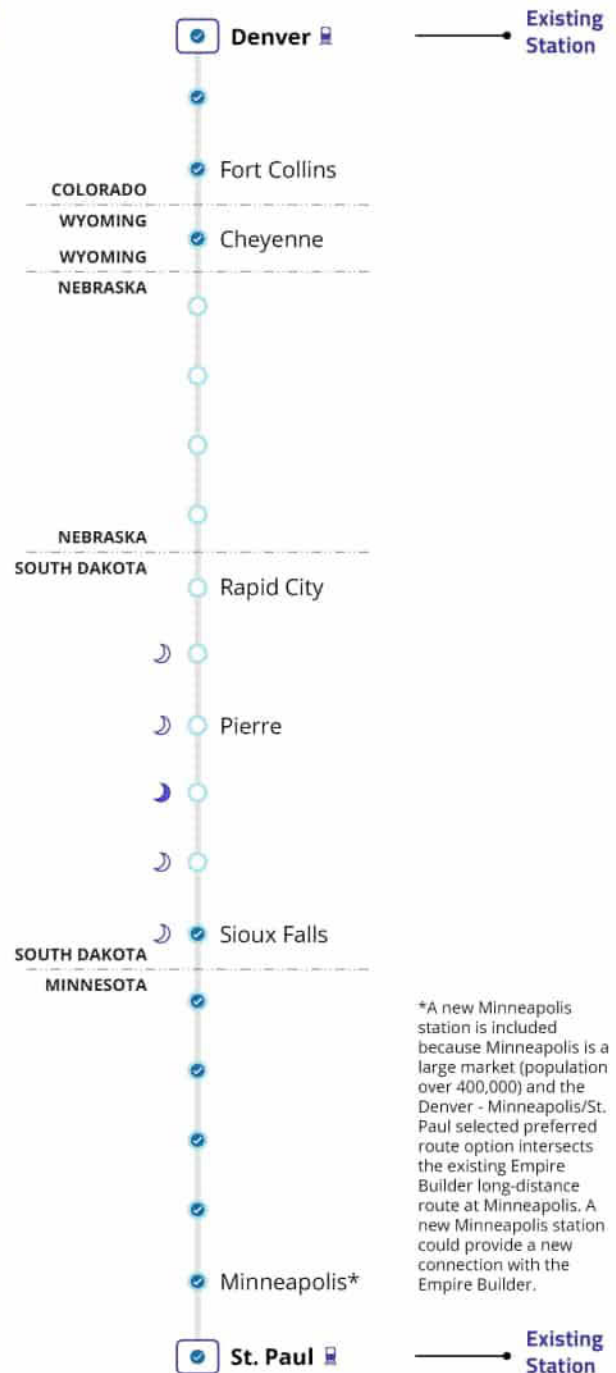 Denver
Existing
Station
Fort Collins
COLORADO
WYOMING
Cheyenne
WYOMING
NEBRASKA
NEBRASKA
SOUTH DAKOTA
Rapid City
Pierre
Sioux Falls
SOUTH DAKOTA
MINNESOTA
*A new Minneapolis
station is included
because Minneapolis is a
large market (population
over 400,000) and the
Denver - Minneapolis/St.
Paul selected preferred
route option intersects
the existing Empire
Builder long-distance
route at Minneapolis. A
new Minneapolis station
could provide a new
connection with the
Empire Builder.
Minneapolis*
St. Paul
Existing
Station